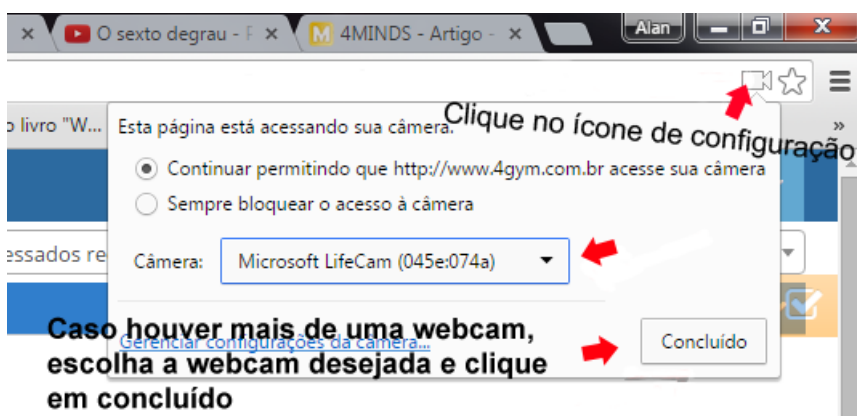 O sexto degrau - F
4MINDS - Artigo -
Alan
Clique no ícone de configuração
o livro "W...
»
Esta página está acessando sua câmera.
Continuar permitindo que http://www.4gym.com.br acesse sua câmera
Sempre bloquear o acesso à câmera
essados re
Câmera:
Microsoft LifeCam (045e:074a)
Gerenciar configurações da câmera...
Concluído
Caso houver mais de uma webcam,
escolha a webcam desejada e clique
em concluído